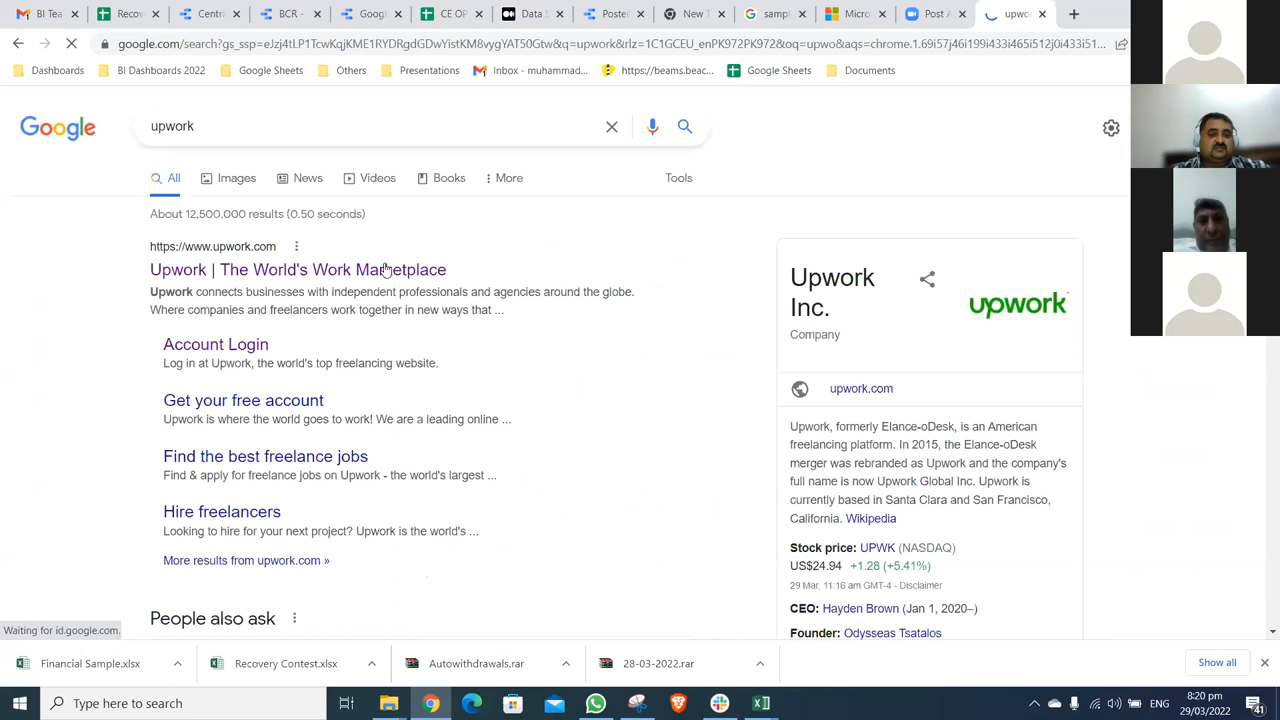 BI Tea
Power
Centra
BCR_
Google
CE OP
Data S
Poster
New T
sampl
Micros
Post A
upwo
google.com/search?gs_ssp=eJzj4tLP1TcwKqjKME1RYDRgdGDwYistKM8vygYAT50Gtw&q=upwork&rlz=1C1GCEU_enPK972PK972&oq=upwo&aqs=chrome.1.69i57j46i199i433i465i512j0i433i51...
Dashboards
BI Dashboards 2022
Google Sheets
Others
Presentations
Inbox - muhammad...
https://beams.beac...
Google Sheets
Documents
Google
upwork
All
Images
News
Videos
Books
More
Tools
About 12,500,000 results (0.50 seconds)
https://www.upwork.com
Upwork | The World's Work Marketplace
Upwork connects businesses with independent professionals and agencies around the globe.
Where companies and freelancers work together in new ways that ...
Account Login
Log in at Upwork, the world's top freelancing website.
Get your free account
Upwork is where the world goes to work! We are a leading online ...
Find the best freelance jobs
Find & apply for freelance jobs on Upwork - the world's largest ...
Hire freelancers
Looking to hire for your next project? Upwork is the world's ...
More results from upwork.com »
People also ask
Upwork
Inc.
Company
upwork
upwork.com
Upwork, formerly Elance-oDesk, is an American
freelancing platform. In 2015, the Elance-oDesk
merger was rebranded as Upwork and the company's
full name is now Upwork Global Inc. Upwork is
currently based in Santa Clara and San Francisco,
California. Wikipedia
Stock price: UPWK (NASDAQ)
US$24.94 +1.28 (+5.41%)
29 Mar, 11:16 am GMT-4 - Disclaimer
CEO: Hayden Brown (Jan 1, 2020–)
Founder: Odysseas Tsatalos
Waiting for id.google.com.
Financial Sample.xlsx
Recovery Contest.xlsx
Autowithdrawals.rar
28-03-2022.rar
Show all
Type here to search
ENG
8:20 pm
29/03/2022
41